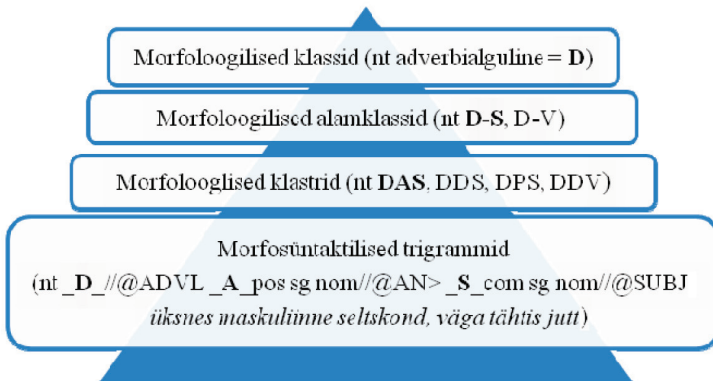 Morfoloogilised klassid (nt adverbialguline = D)
Morfoloogilised alamklassid (nt D-S, D-V)
Morfolooglised klastrid (nt DAS, DDS, DPS, DDV)
Morfosüntaktilised trigrammid
(nt _D_//@ADVL _A_pos sg nom//@AN> _S_com sg nom//@SUBJ
üksnes maskuliinne seltskond, väga tähtis jutt)